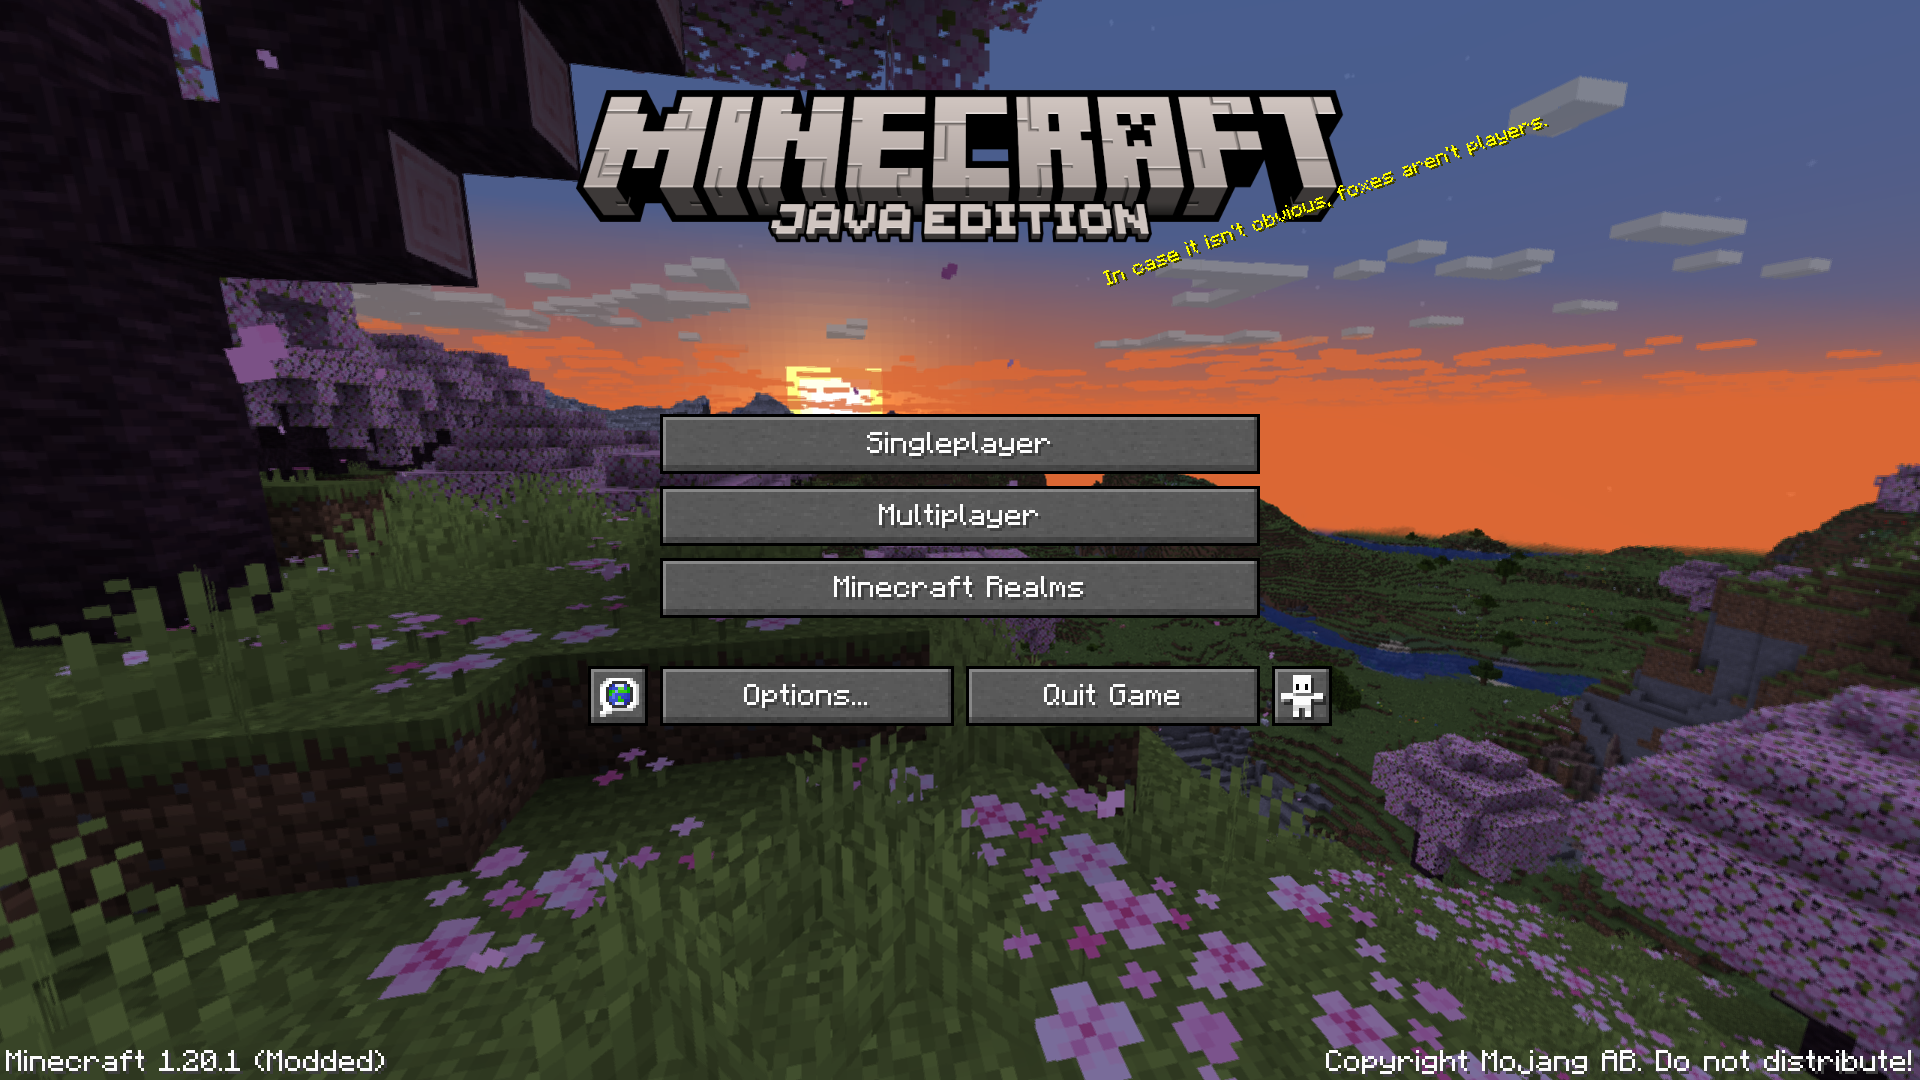 MINECRAFT
JAVA EDITION
In case it isn't obvious, foxes aren't players.
Singleplayer
Multiplayer
Minecraft Realms
Options...
Quit Game
Minecraft 1.20.1 (Modded)
Copyright Mojang AB. Do not distribute!